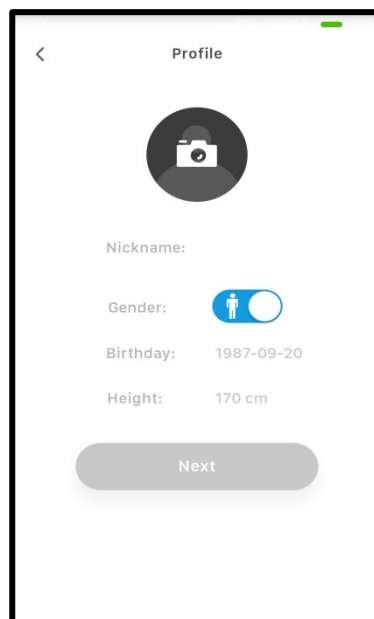 Profile
Nickname:
Gender:
Birthday: 1987-09-20
Height: 170 cm
Next